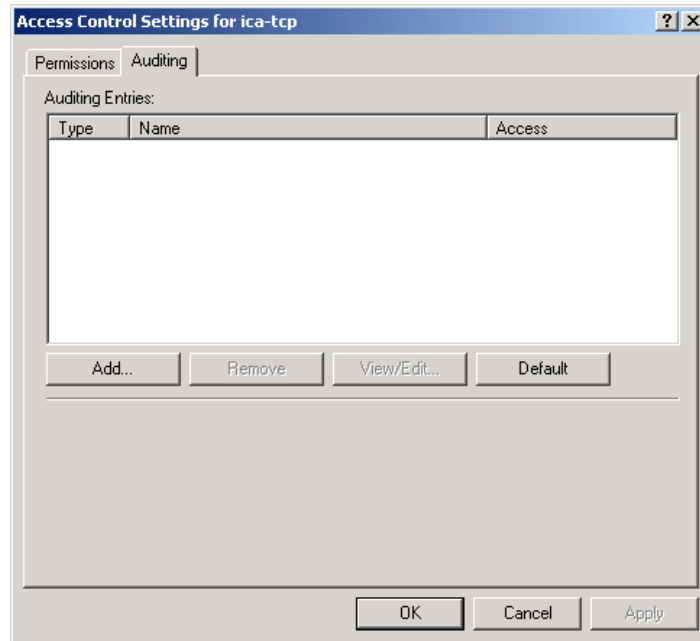 Access Control Settings for ica-tcp
Permissions Auditing
Auditing Entries:
Type Name Access
Add... Remove View/Edit... Default
OK Cancel Apply